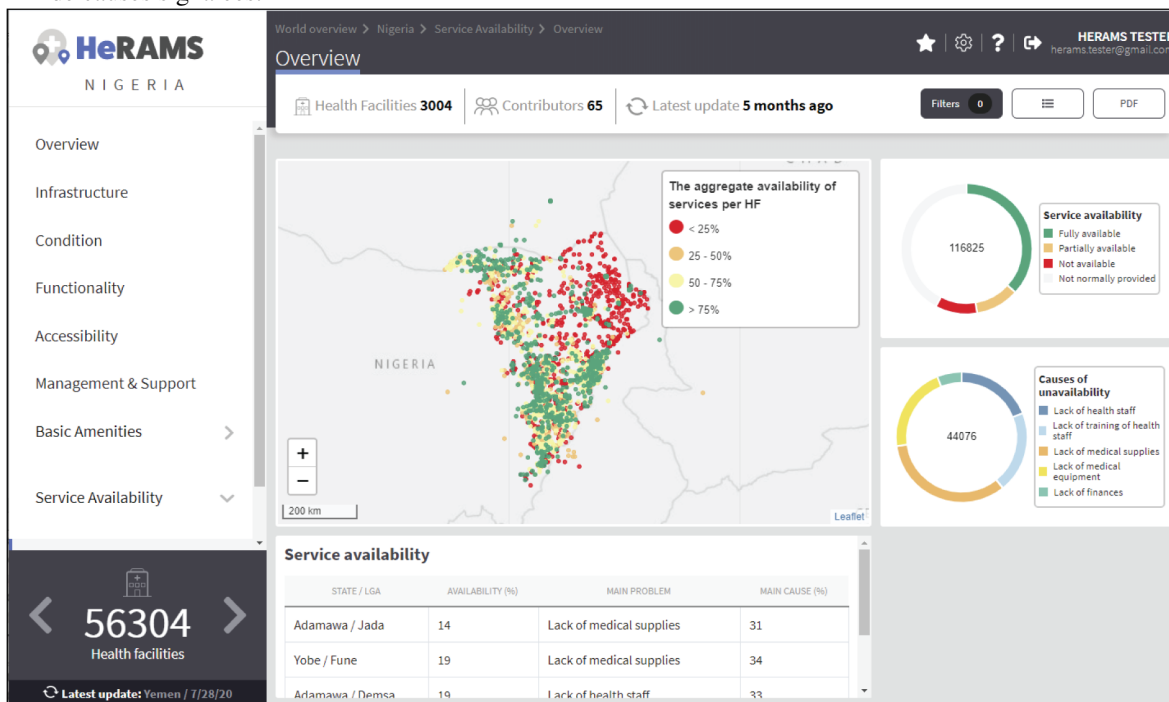 HeRAMS
NIGERIA
World overview > Nigeria > Service Availability > Overview
Overview
HERAMS TESTER
herams.tester@gmail.com
Health Facilities 3004
Contributors 65
Latest update 5 months ago
Filters 0
PDF
Overview
Infrastructure
Condition
Functionality
Accessibility
Management & Support
Basic Amenities
Service Availability
56304
Health facilities
Latest update: Yemen / 7/28/20
NIGERIA
The aggregate availability of
services per HF
< 25%
25 - 50%
50 - 75%
> 75%
+
−
200 km
Leaflet
116825
Service availability
Fully available
Partially available
Not available
Not normally provided
44076
Causes of
unavailability
Lack of health staff
Lack of training of health
staff
Lack of medical supplies
Lack of medical
equipment
Lack of finances
Service availability
STATE / LGA AVAILABILITY (%) MAIN PROBLEM MAIN CAUSE (%)
Adamawa / Jada 14 Lack of medical supplies 31
Yobe / Fune 19 Lack of medical supplies 34
Adamawa / Demsa 19 Lack of health staff 33